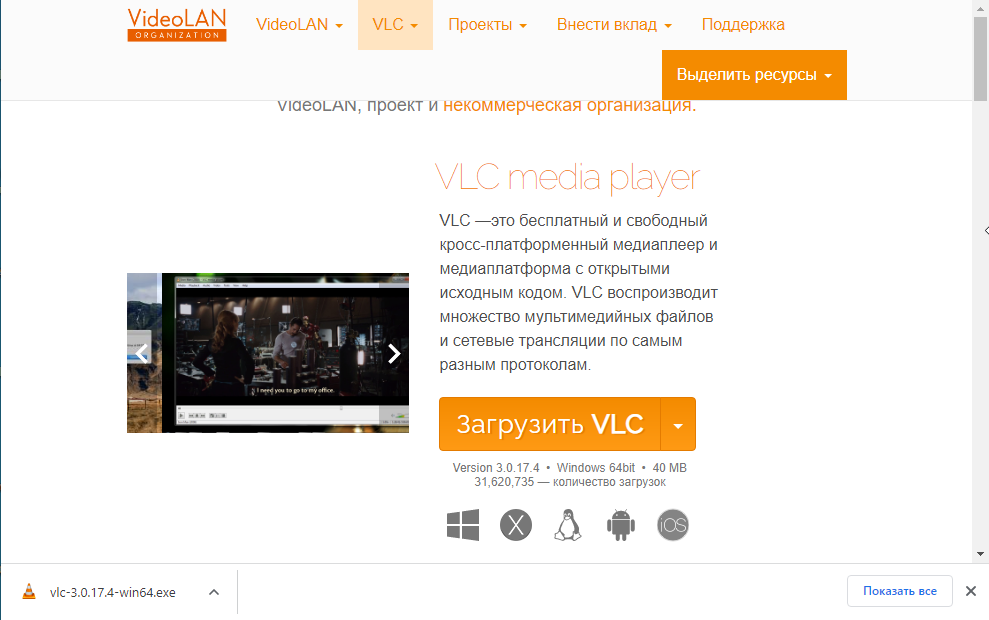 VideoLAN
ORGANIZATION
VideoLAN
VLC
Проекты
Внести вклад
Поддержка
Выделить ресурсы
VideoLAN, проект и некоммерческая организация.
VLC media player
VLC —это бесплатный и свободный
кросс-платформенный медиаплеер и
медиаплатформа с открытыми
исходным кодом. VLC воспроизводит
множество мультимедийных файлов
и сетевые трансляции по самым
разным протоколам.
I need you to go to my office.
Загрузить VLC
Version 3.0.17.4 • Windows 64bit • 40 MB
31,620,735 — количество загрузок
X
iOS
vlc-3.0.17.4-win64.exe
Показать все